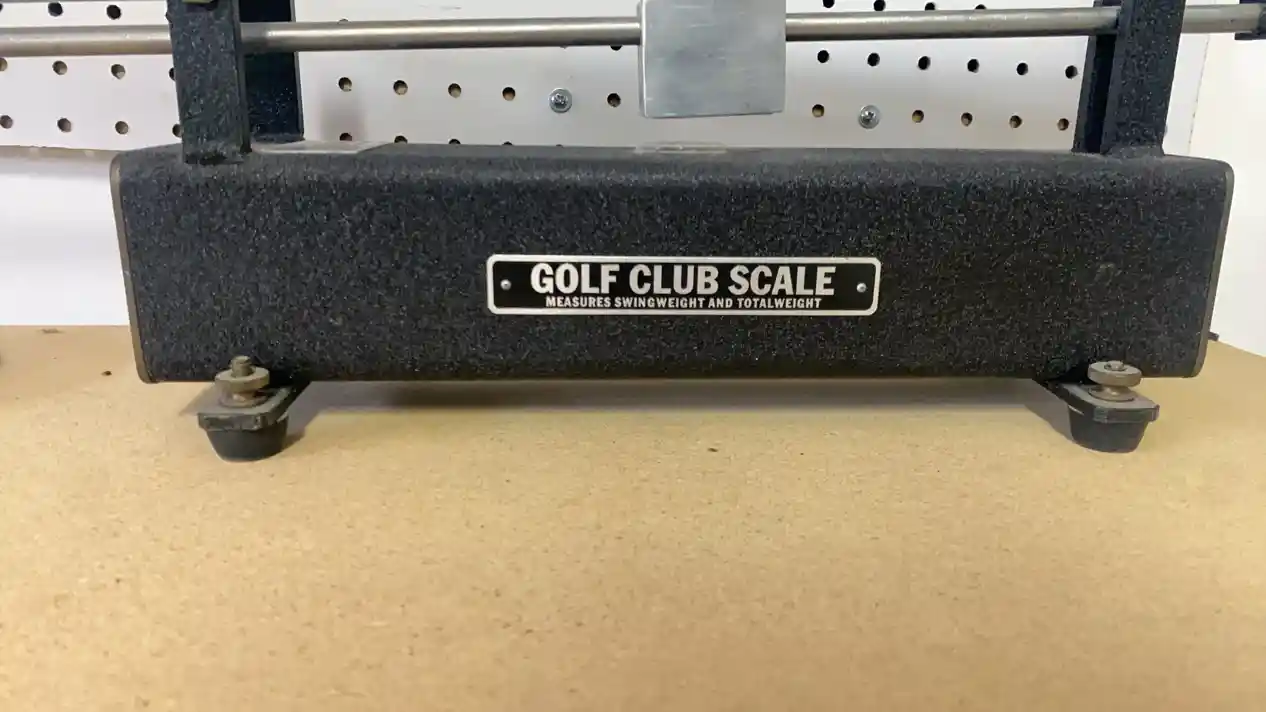 GOLF CLUB SCALE
MEASURES SWINGWEIGHT AND TOTALWEIGHT